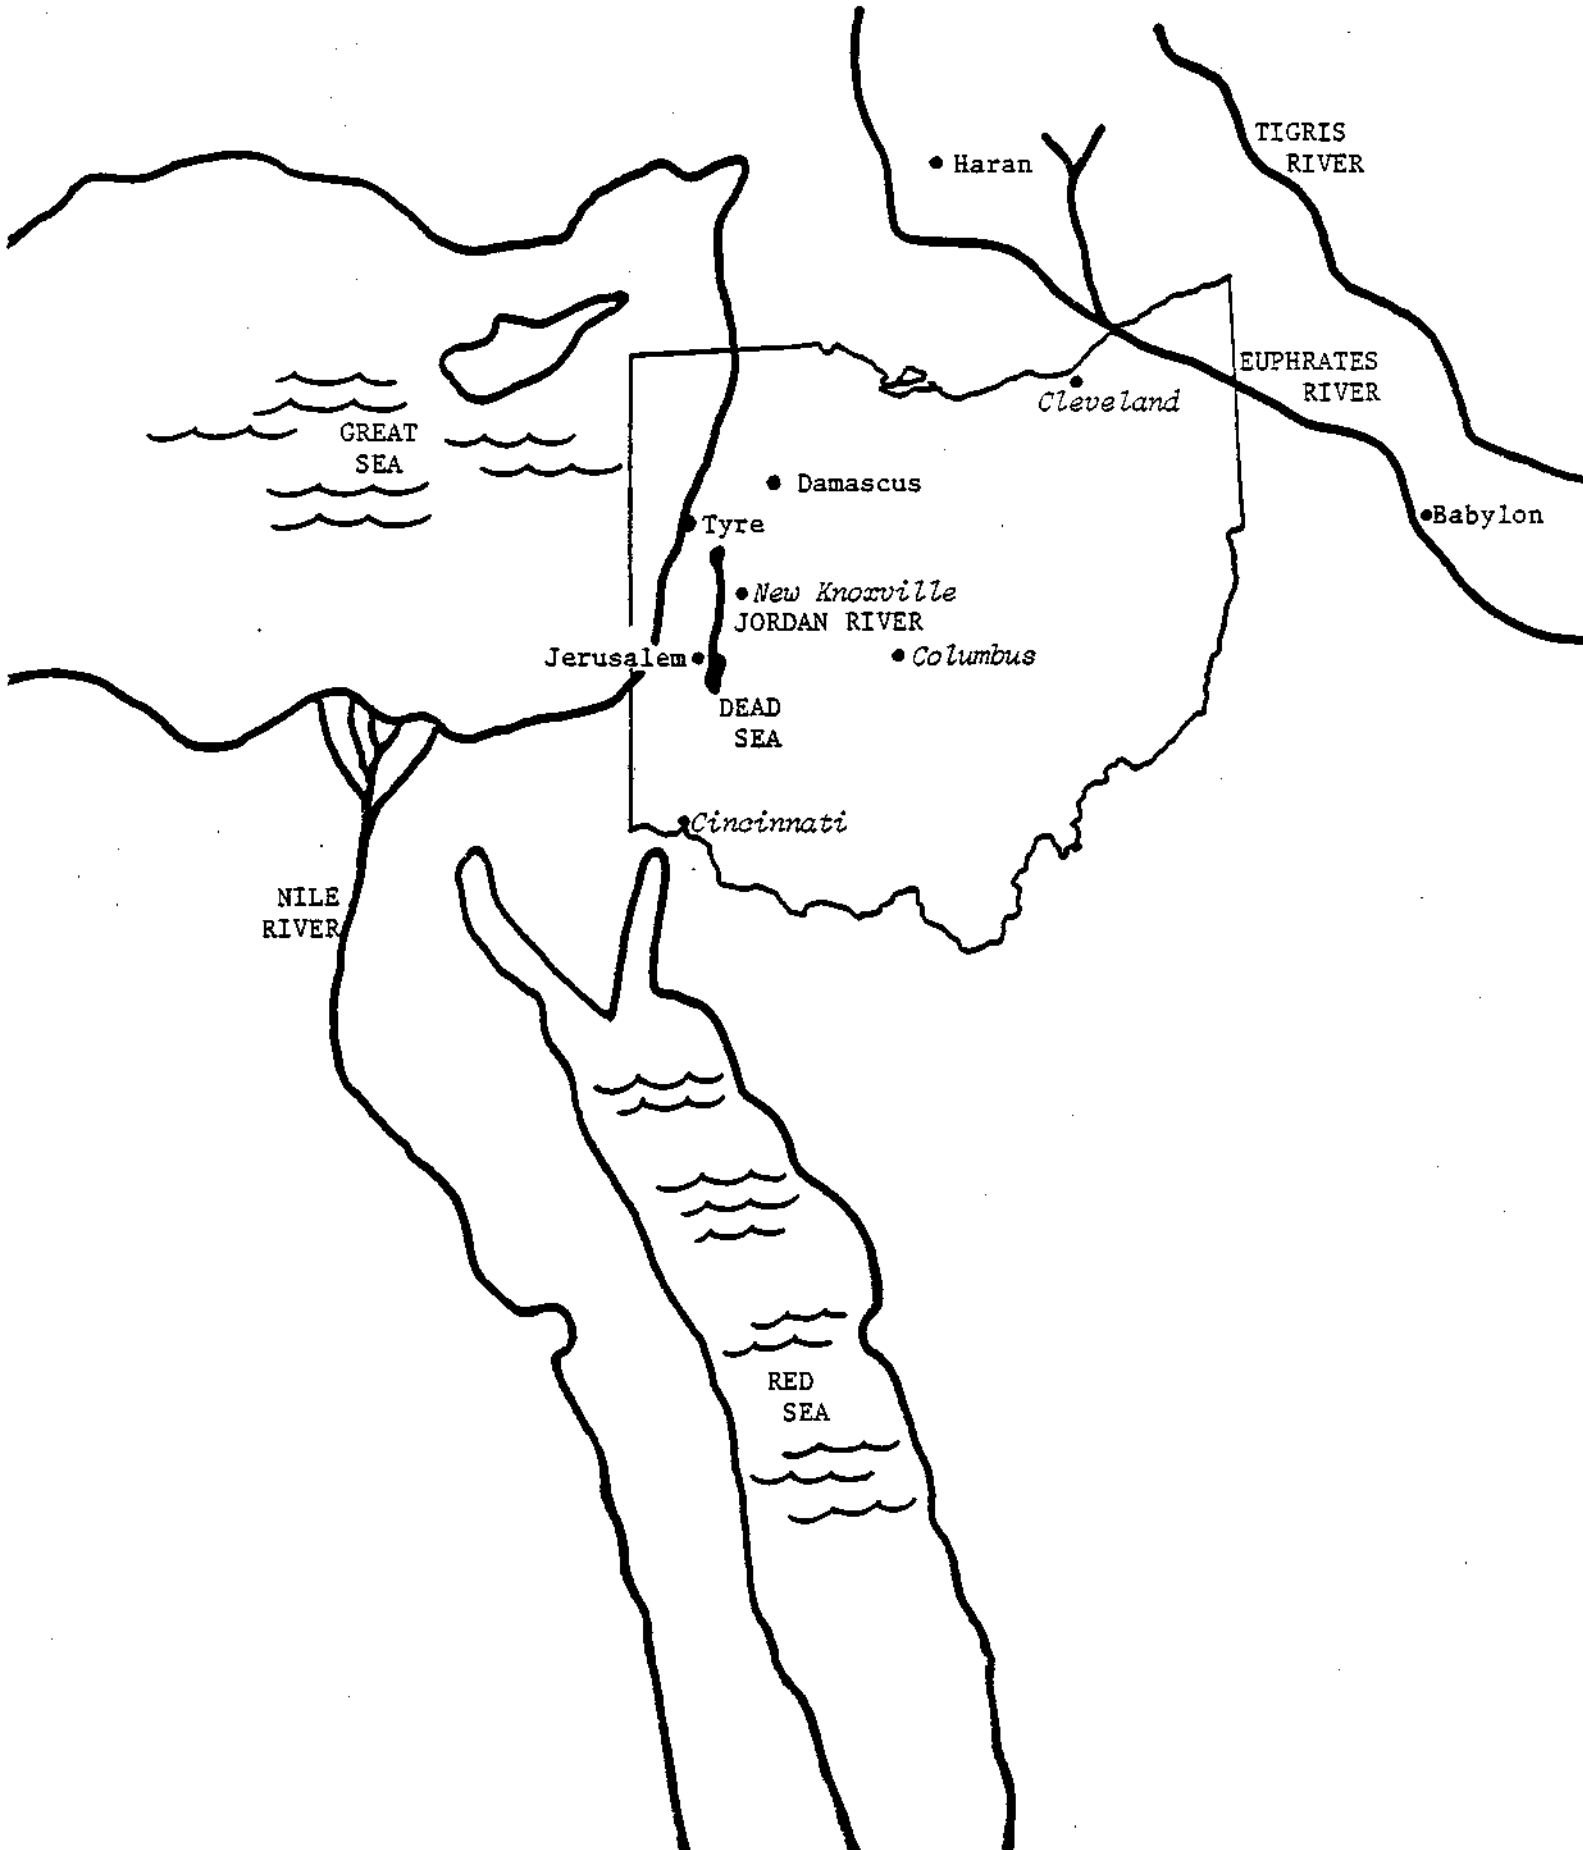 TIGRIS
RIVER
Haran
EUPHRATES
RIVER
Cleveland
GREAT
SEA
Damascus
Tyre
Babylon
New Knoxville
JORDAN RIVER
Jerusalem
Columbus
DEAD
SEA
Cincinnati
NILE
RIVER
RED
SEA